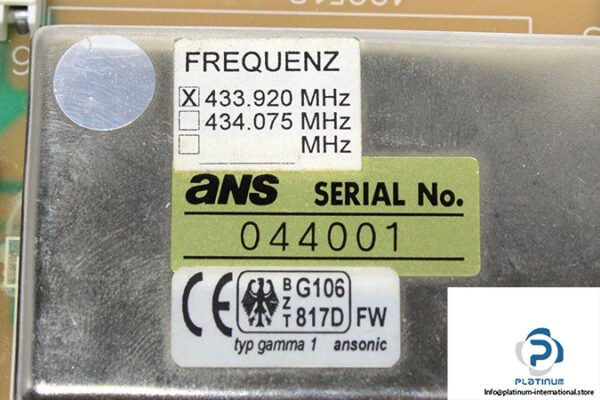 FREQUENZ
X 433.920 MHz
434.075 MHz
MHz
ans SERIAL No.
044001
CE BZT G106 817D FW
typ gamma 1 ansonic
PLATINUM
Info@platinum-international.store